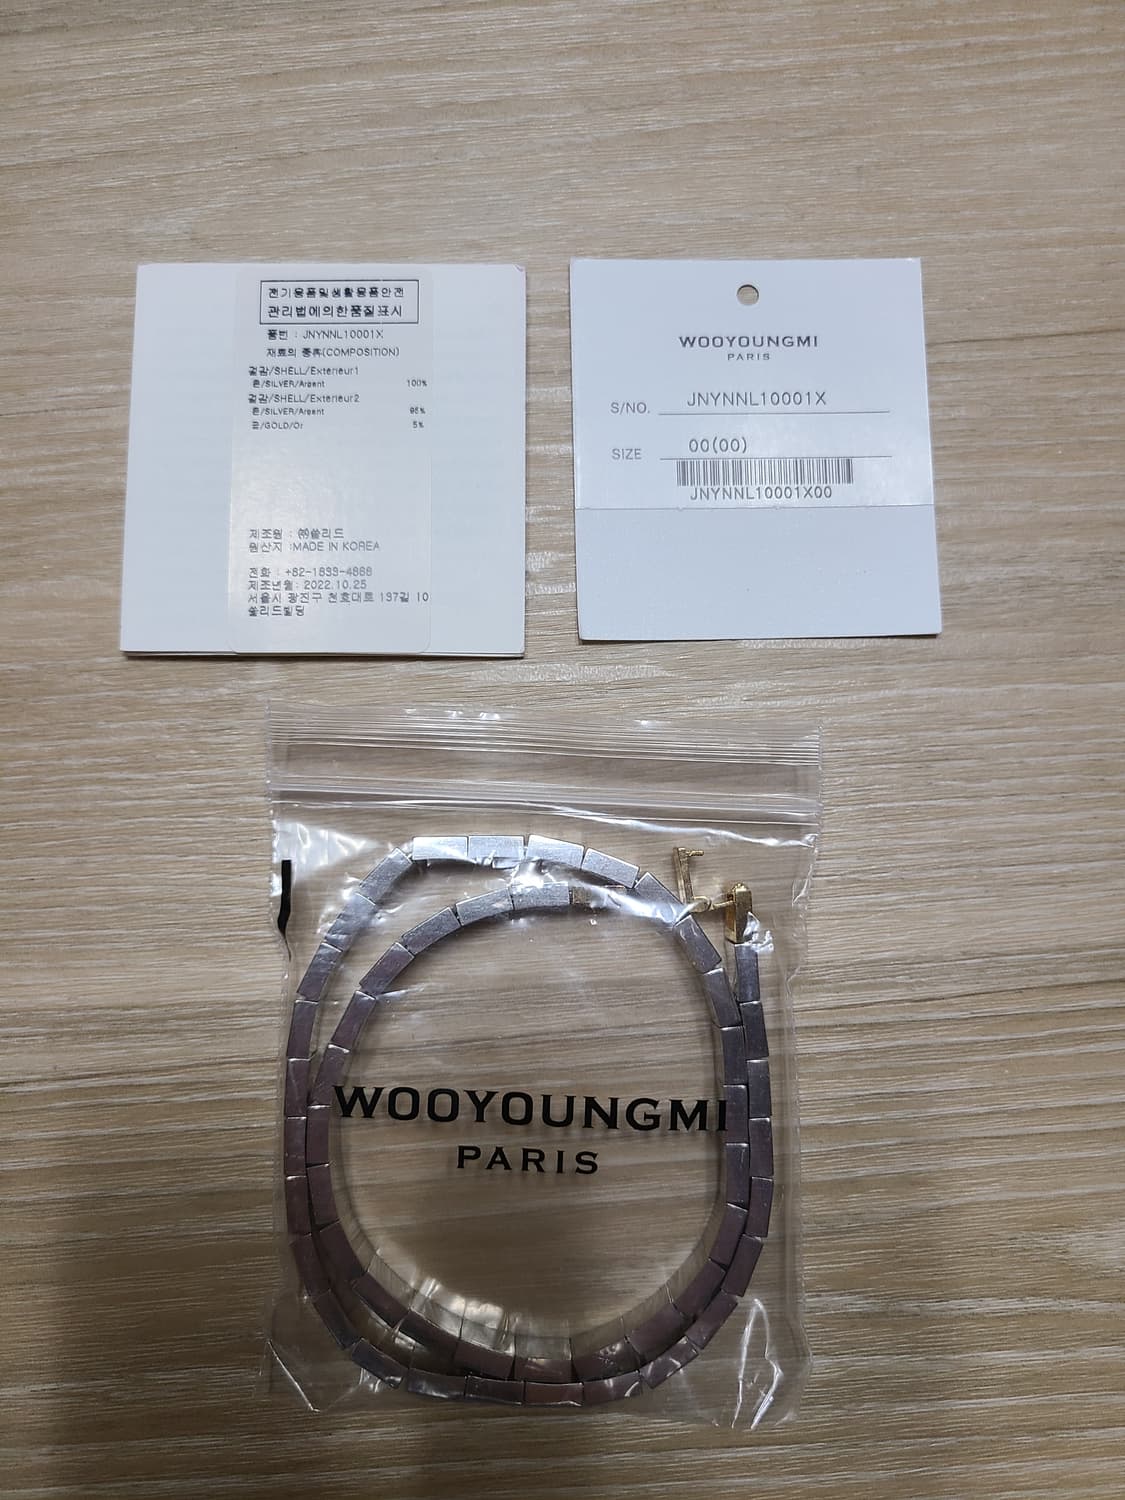 전기용품및생활용품안전
관리법에의한품질표시
품번 : JNYNNL10001X
재료의 종류(COMPOSITION)
겉감/SHELL/Exterieur1
은/SILVER/Argent 100%
겉감/SHELL/Exterieur2
은/SILVER/Argent 95%
금/GOLD/Or 5%
제조원 : ㈜쏠리드
원산지 :MADE IN KOREA
전화 : +82-1833-4866
제조년월: 2022.10.25
서울시 광진구 천호대로 137길 10
쏠리드빌딩
WOOYOUNGMI
PARIS
S/NO. JNYNNL10001X
SIZE 00(00)
JNYNNL10001X00
WOOYOUNGMI
PARIS